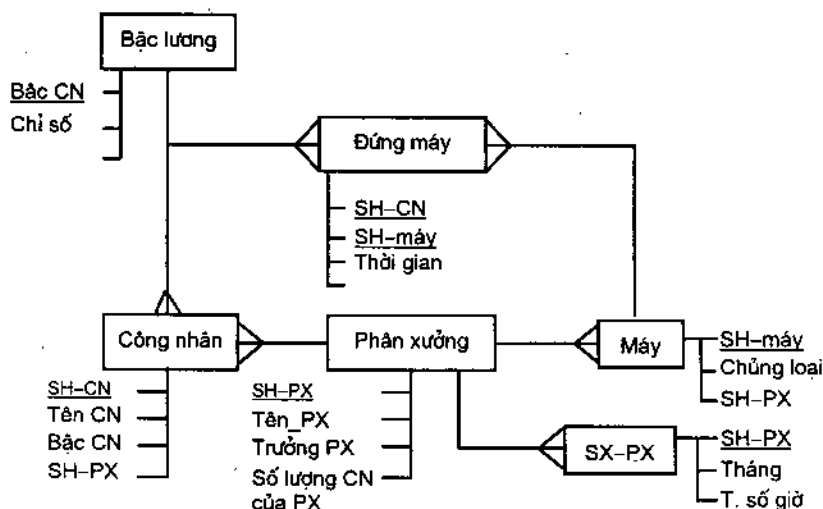 Bậc lương
Bậc CN
Chỉ số
Đứng máy
SH–CN
SH–máy
Thời gian
Công nhân
SH–CN
Tên CN
Bậc CN
SH–PX
Phân xưởng
SH–PX
Tên_PX
Trưởng PX
Số lượng CN
của PX
Máy
SH–máy
Chủng loại
SH–PX
SX–PX
SH–PX
Tháng
T. số giờ